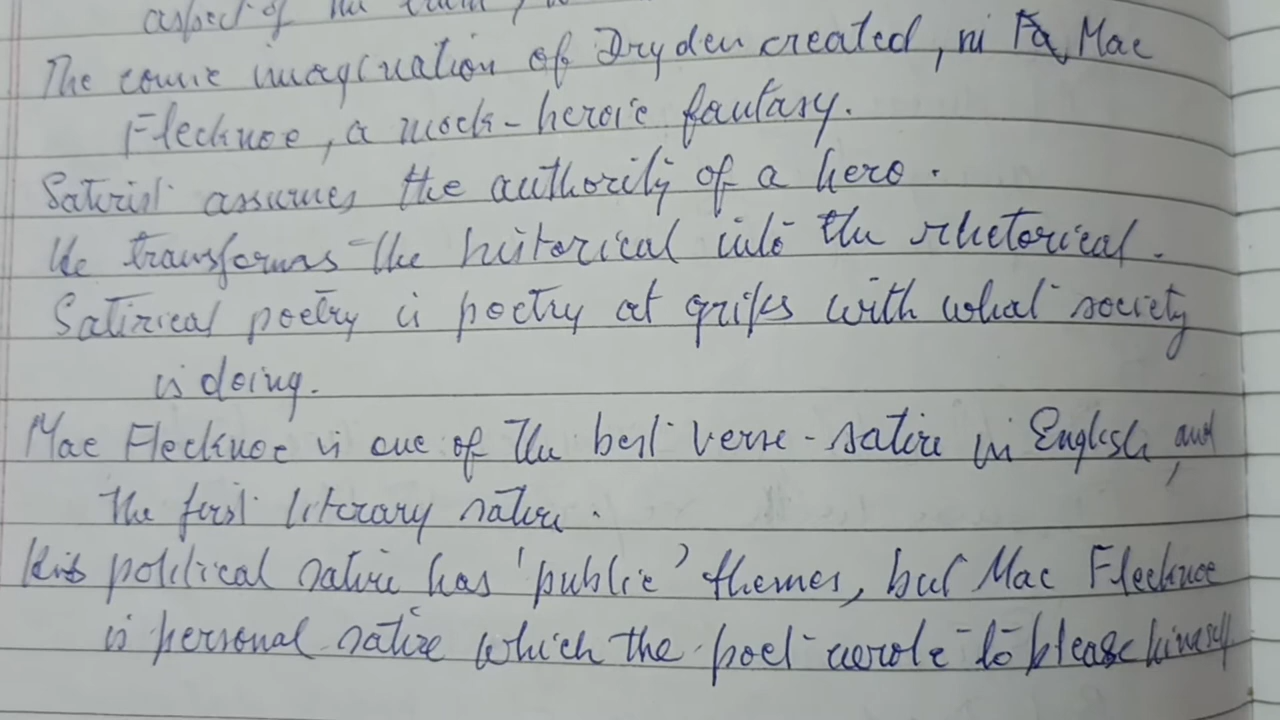 aspect of the
The comic imagination of Dryden created, in Mac
Flecknoe, a mock-heroic fantasy.
Satirist assumes the authority of a hero.
He transforms the historical into the rhetorical.
Satirical poetry is poetry at grips with what society
is doing.
Mac Flecknoe is one of the best verse-satire in English, and
the first literary satire.
His political satire has 'public' themes, but Mac Flecknoe
is personal satire which the poet wrote to please himself